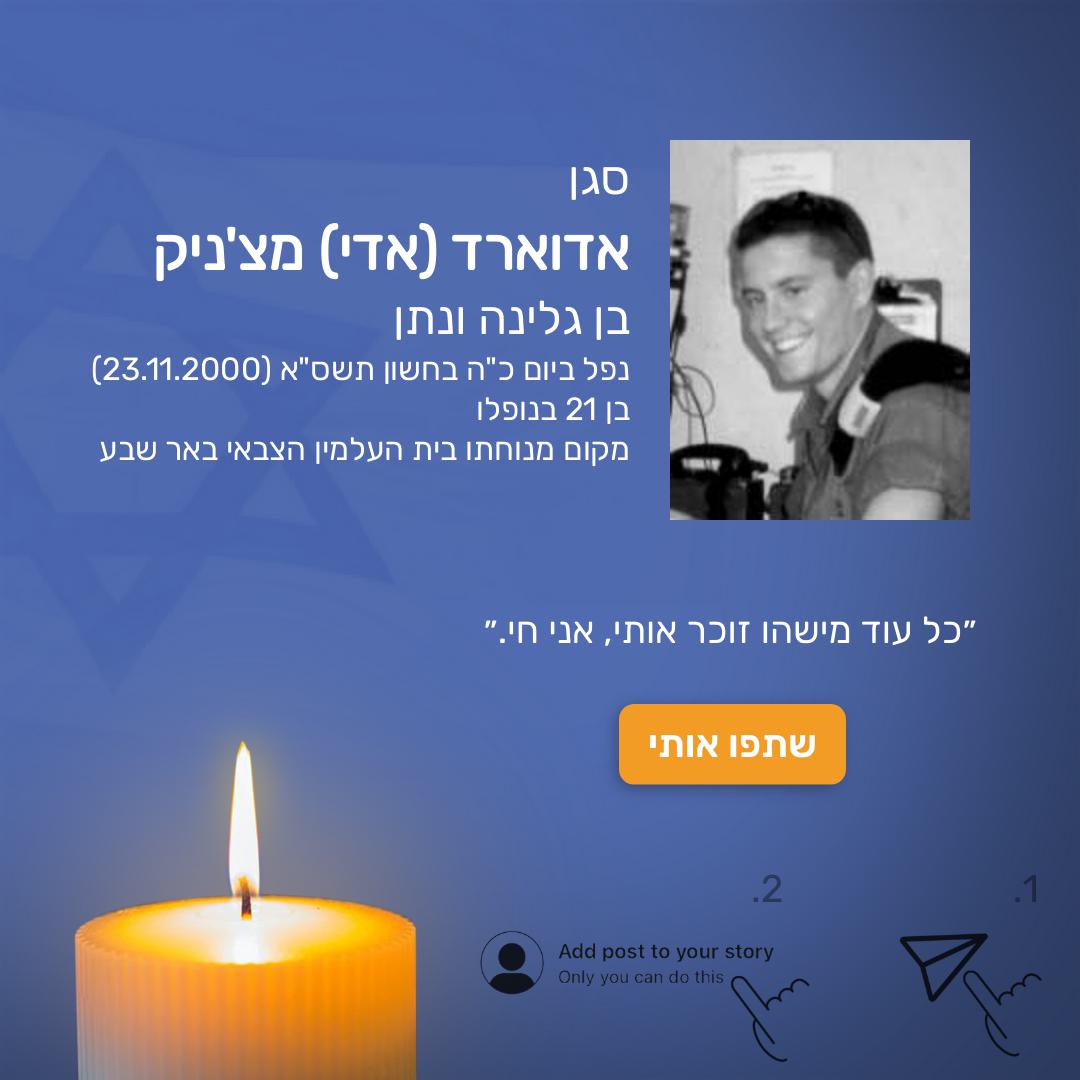 סגן
אדוארד (אדי) מצ'ניק
בן גלינה ונתן
נפל ביום כ"ה בחשון תשס"א (23.11.2000)
בן 21 בנופלו
מקום מנוחתו בית העלמין הצבאי באר שבע
״כל עוד מישהו זוכר אותי, אני חי.״
שתפו אותי
1.
2.
Add post to your story
Only you can do this